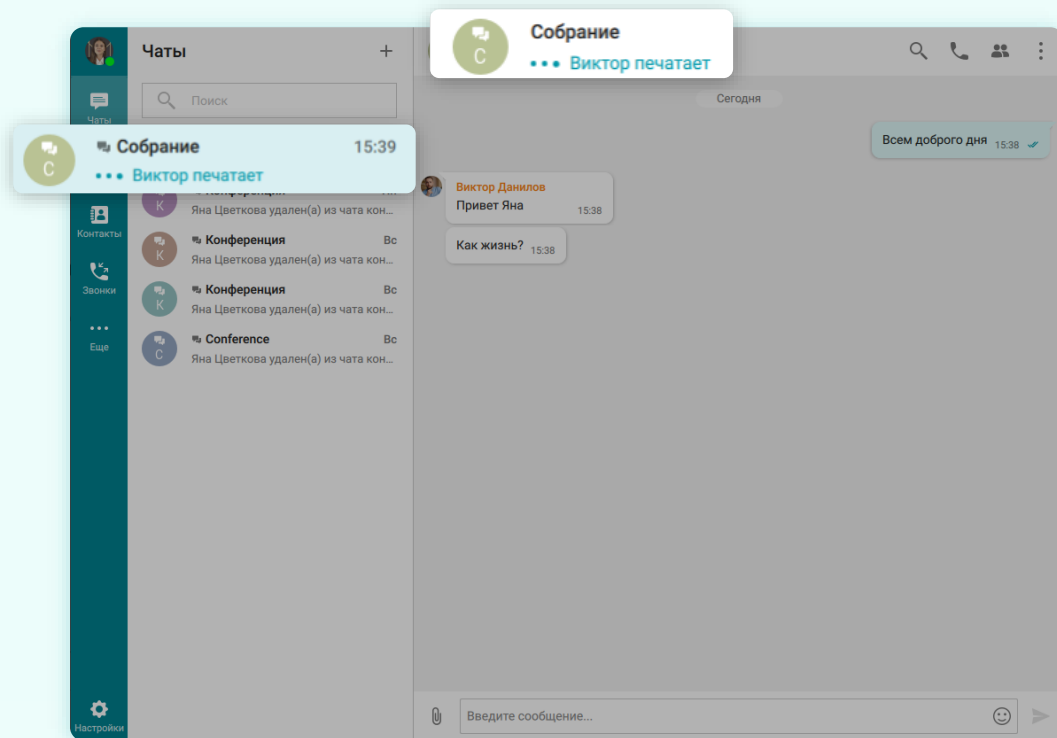 Собрание
С
Виктор печатает
Чаты
+
Сегодня
Чаты
Поиск
Всем доброго дня 15:38
Собрание 15:39
С
Виктор печатает
К
Яна Цветкова удален(а) из чата кон...
Виктор Данилов
Привет Яна 15:38
Контакты
Конференция Вс
К
Яна Цветкова удален(а) из чата кон...
Как жизнь? 15:38
Звонки
Конференция Вс
К
Яна Цветкова удален(а) из чата кон...
Еще
Conference Вс
C
Яна Цветкова удален(а) из чата кон...
Настройки
Введите сообщение...